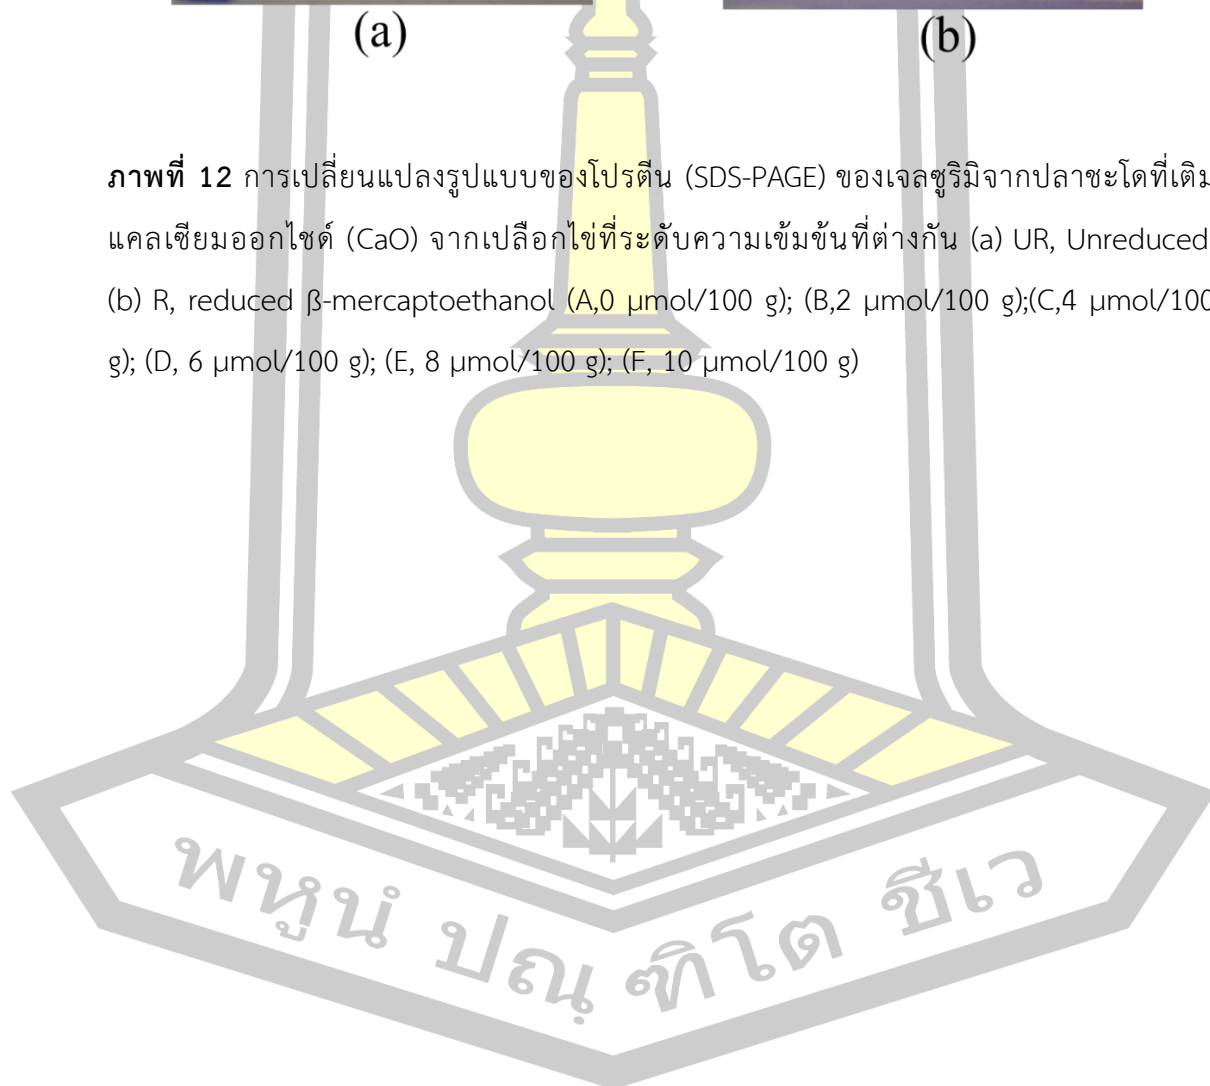 (a) (b)
ภาพที่ 12 การเปลี่ยนแปลงรูปแบบของโปรตีน (SDS-PAGE) ของเจลซูริมิจากปลาชะโดที่เติม
แคลเซียมออกไซด์ (CaO) จากเปลือกไข่ที่ระดับความเข้มข้นที่ต่างกัน (a) UR, Unreduced
(b) R, reduced β-mercaptoethanol (A,0 μmol/100 g); (B,2 μmol/100 g);(C,4 μmol/100
g); (D, 6 μmol/100 g); (E, 8 μmol/100 g); (F, 10 μmol/100 g)
พหูนํ ปณฺฑิโต ชีเว